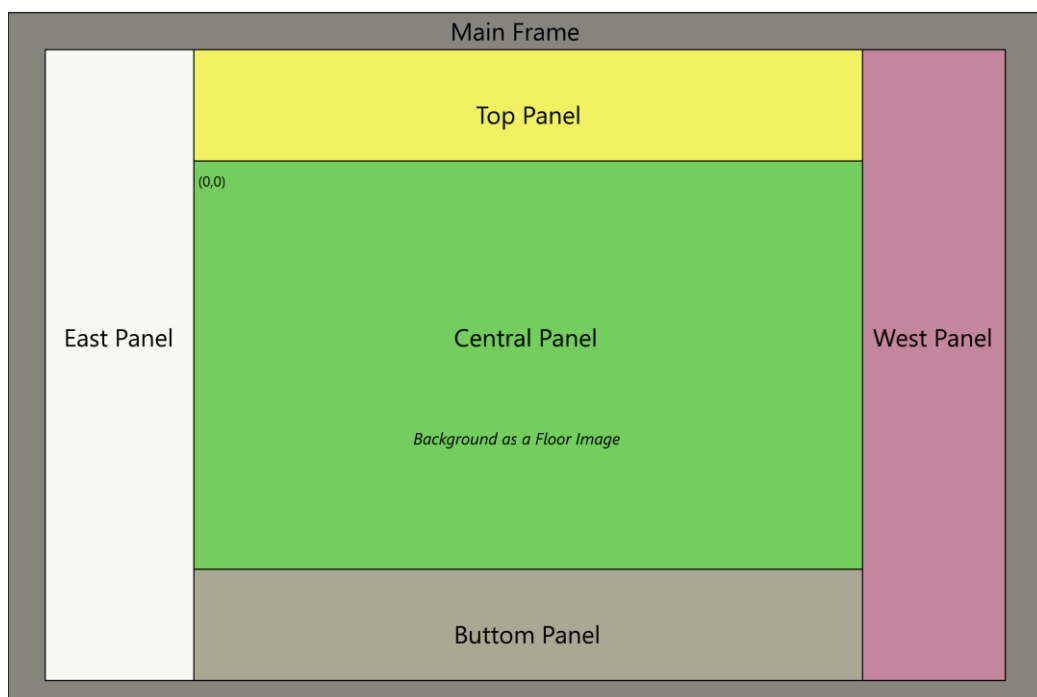 Main Frame
Top Panel
(0,0)
East Panel
Central Panel
West Panel
Background as a Floor Image
Buttom Panel